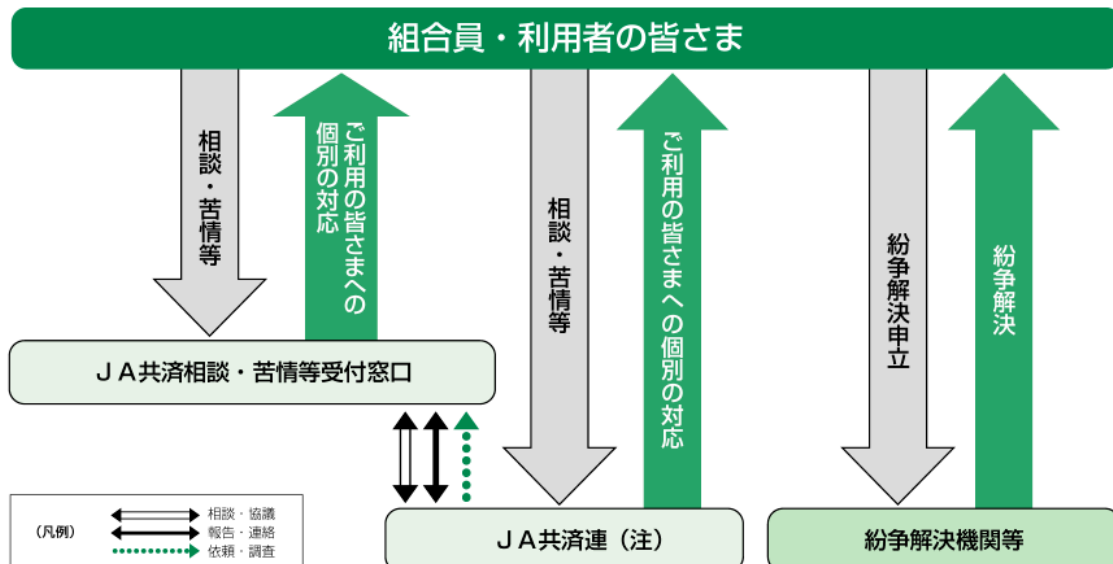 組合員・利用者の皆さま
相談・苦情等
ご利用の皆さまへの
個別の対応
相談・苦情等
ご利用の皆さまへの個別の対応
紛争解決申立
紛争解決
ＪＡ共済相談・苦情等受付窓口
（凡例）
相談・協議
報告・連絡
依頼・調査
ＪＡ共済連（注）
紛争解決機関等